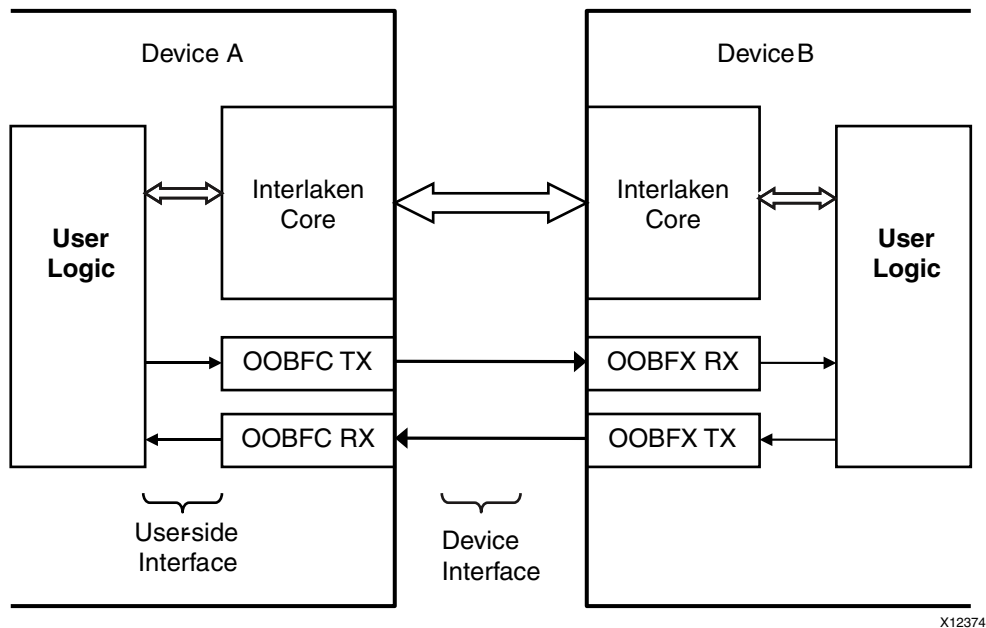 Device A
Device B
Interlaken
Core
Interlaken
Core
User
Logic
User
Logic
OOBFC TX
OOBFX RX
OOBFC RX
OOBFX TX
User-side
Interface
Device
Interface
X12374